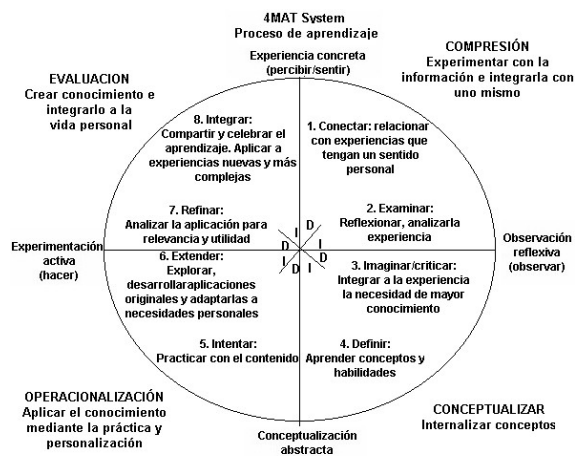 4MAT System
Proceso de aprendizaje
Experiencia concreta
(percibir/sentir)
COMPRESIÓN
Experimentar con la
información e integrarla con
uno mismo
EVALUACION
Crear conocimiento e
integrarlo a la
vida personal
8. Integrar:
Compartir y celebrar el
aprendizaje. Aplicar a
experiencias nuevas y más
complejas
1. Conectar: relacionar
con experiencias que
tengan un sentido
personal
7. Refinar:
Analizar la aplicación para
relevancia y utilidad
2. Examinar:
Reflexionar, analizarla
experiencia
I D
D I
I D
D I
Experimentación
activa
(hacer)
Observación
reflexiva
(observar)
6. Extender:
Explorar,
desarrollaraplicaciones
originales y adaptarlas a
necesidades personales
3. Imaginar/criticar:
Integrar a la experiencia
la necesidad de mayor
conocimiento
5. Intentar:
Practicar con el contenido
4. Definir:
Aprender conceptos y
habilidades
OPERACIONALIZACIÓN
Aplicar el conocimiento
mediante la práctica y
personalización
CONCEPTUALIZAR
Internalizar conceptos
Conceptualización
abstracta